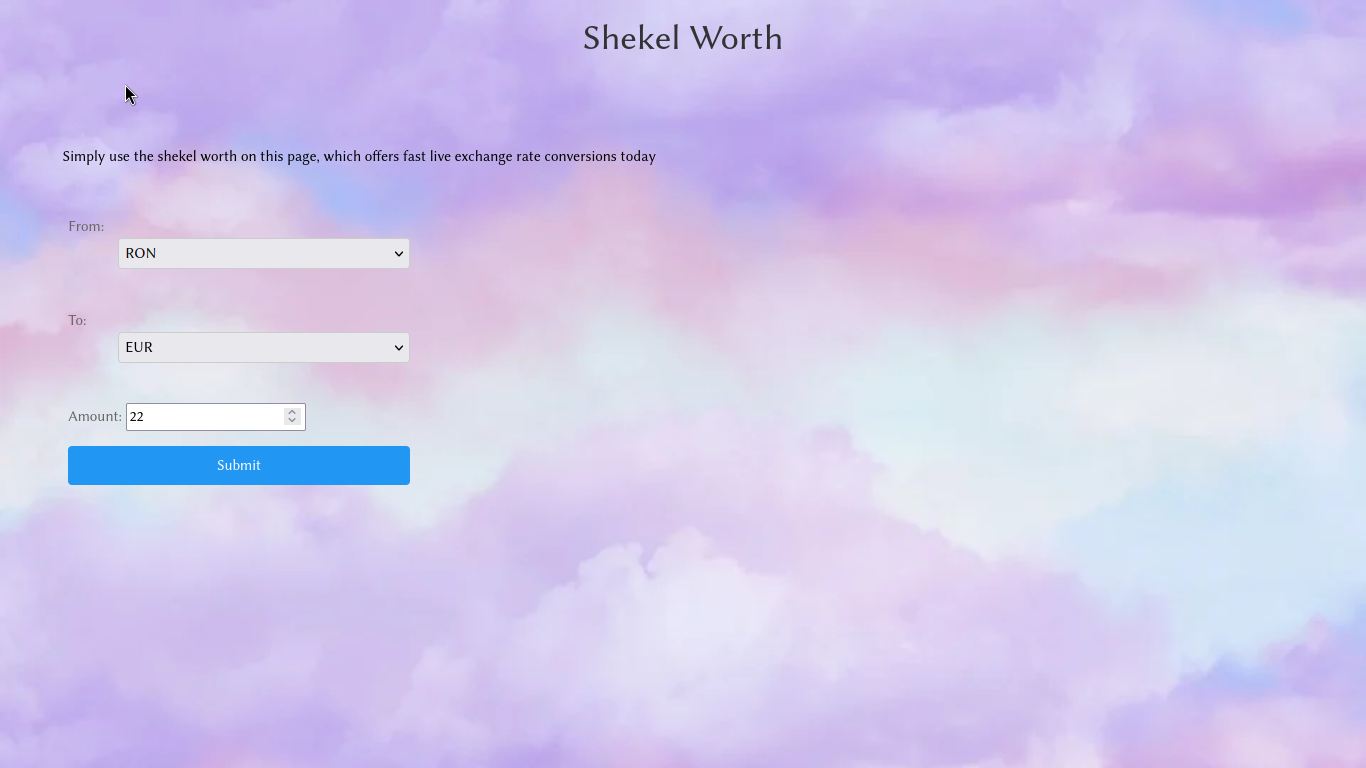 Shekel Worth
Simply use the shekel worth on this page, which offers fast live exchange rate conversions today
From:
RON
To:
EUR
Amount: 22
Submit